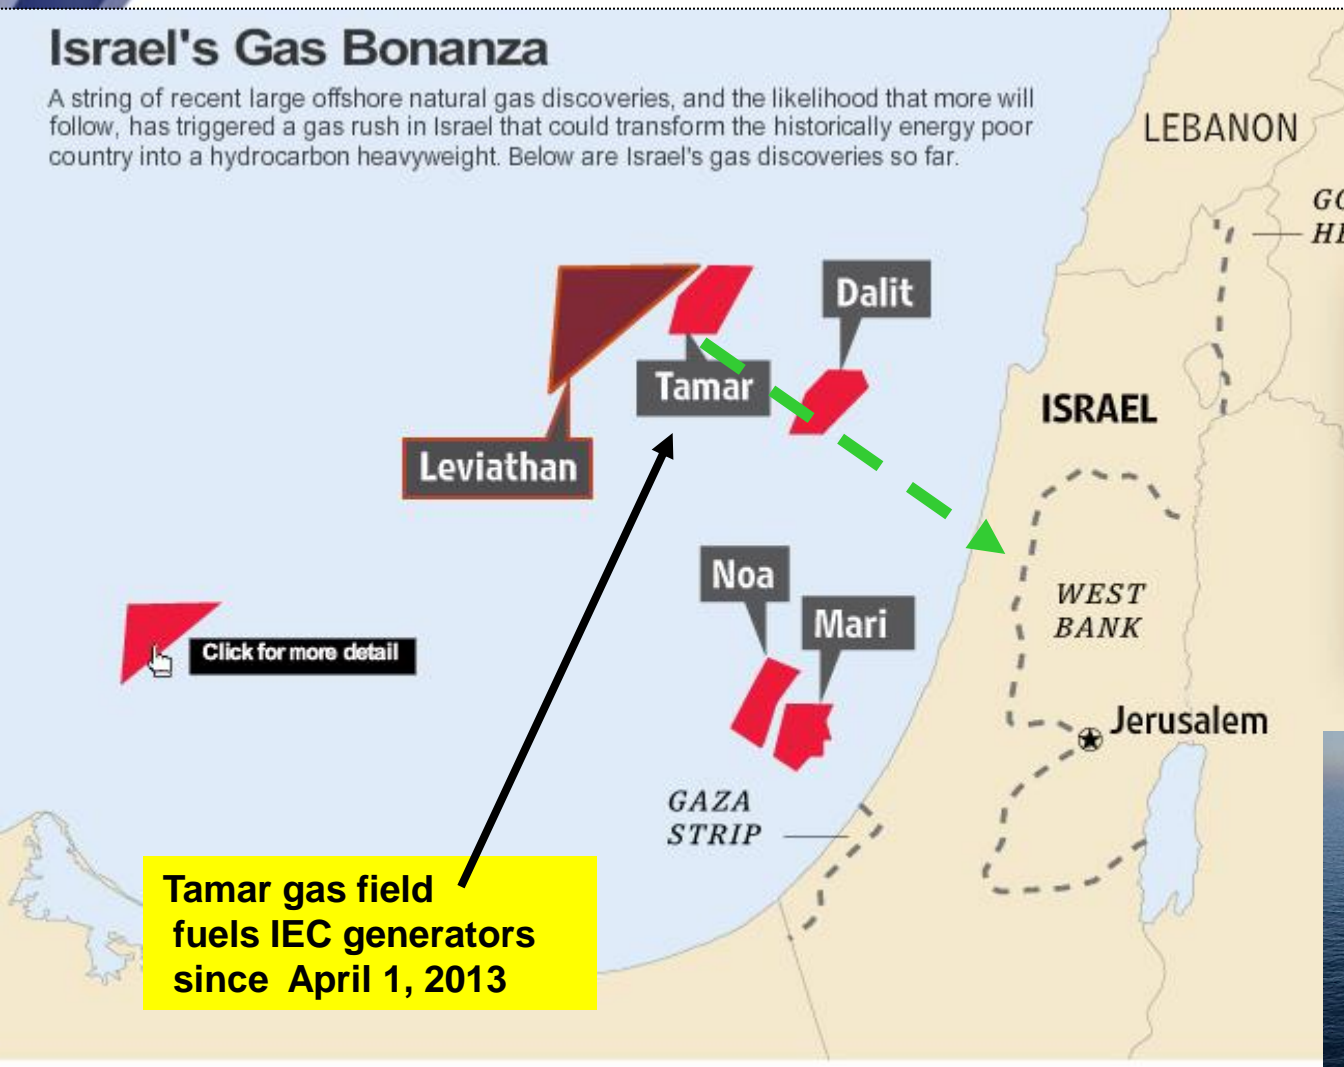 Israel's Gas Bonanza
A string of recent large offshore natural gas discoveries, and the likelihood that more will
follow, has triggered a gas rush in Israel that could transform the historically energy poor
country into a hydrocarbon heavyweight. Below are Israel's gas discoveries so far.
LEBANON
Dalit
Tamar
ISRAEL
Leviathan
Noa
WEST
BANK
Mari
Click for more detail
Jerusalem
GAZA
STRIP
Tamar gas field
fuels IEC generators
since April 1, 2013